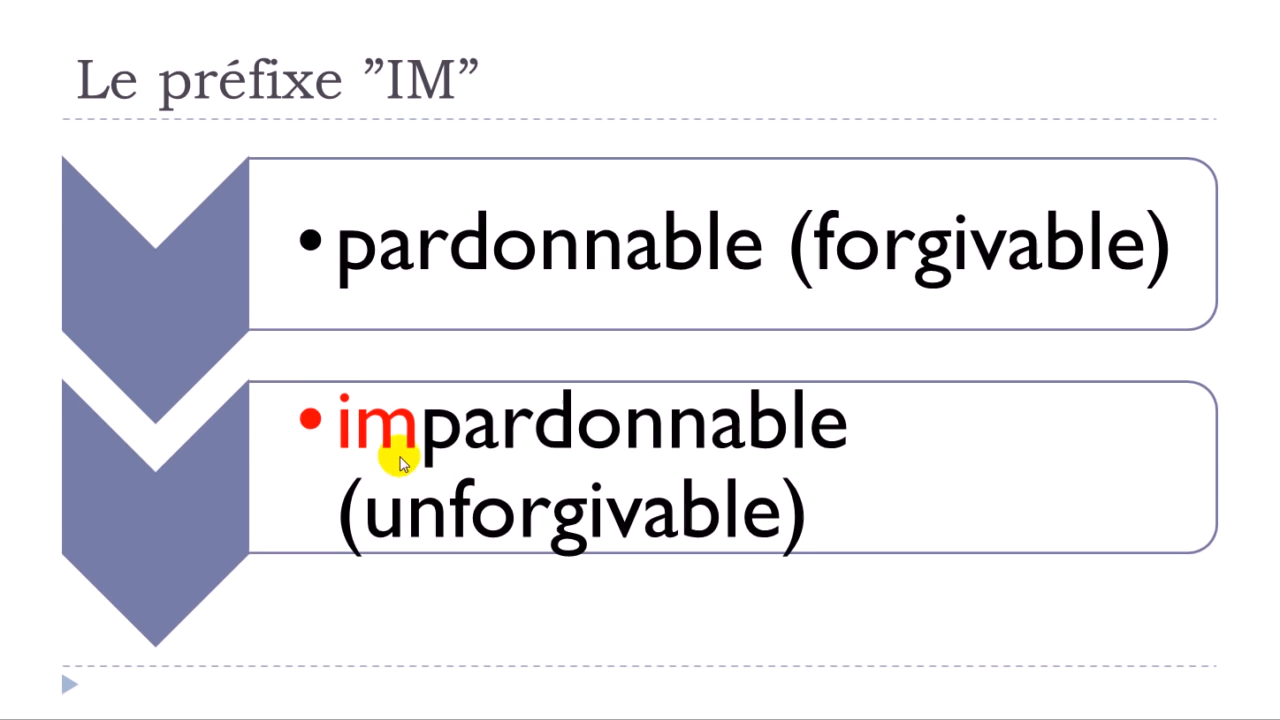 Le préfixe ”IM”
•pardonnable (forgivable)
•impardonnable
(unforgivable)